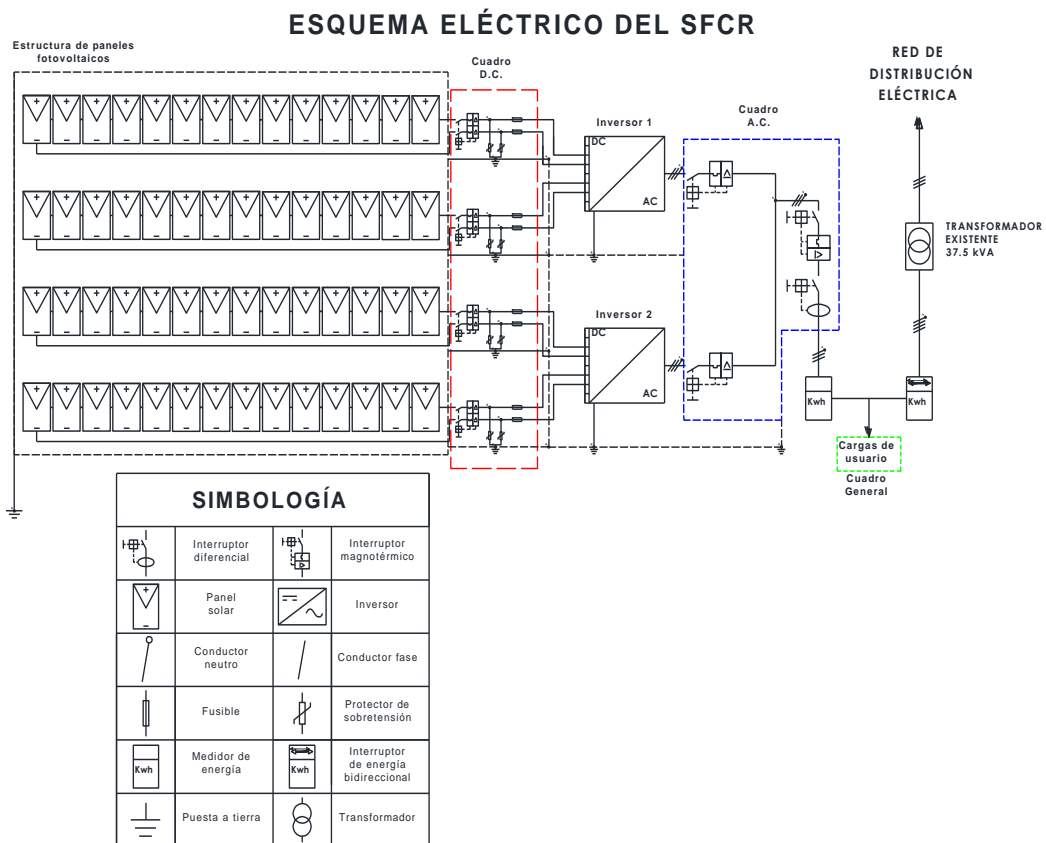 ESQUEMA ELÉCTRICO DEL SFCR
Estructura de paneles
fotovoltaicos
Cuadro
D.C.
Inversor 1
DC
AC
Cuadro
A.C.
RED DE
DISTRIBUCIÓN
ELÉCTRICA
TRANSFORMADOR
EXISTENTE
37.5 kVA
Inversor 2
DC
AC
Kwh
Kwh
Cargas de
usuario
Cuadro
General
SIMBOLOGÍA
Interruptor
diferencial
Interruptor
magnotérmico
Panel
solar
Inversor
Conductor
neutro
Conductor fase
Fusible
Protector de
sobretensión
Kwh
Medidor de
energía
Kwh
Interruptor
de energía
bidireccional
Puesta a tierra
Transformador